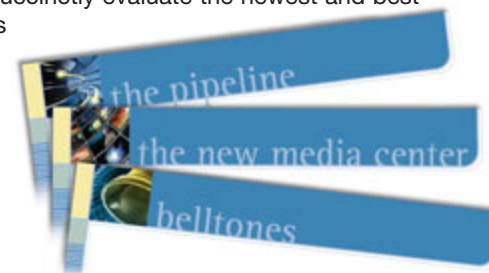 succinctly evaluate the newest and best
s
the pipeline
the new media center
belltones